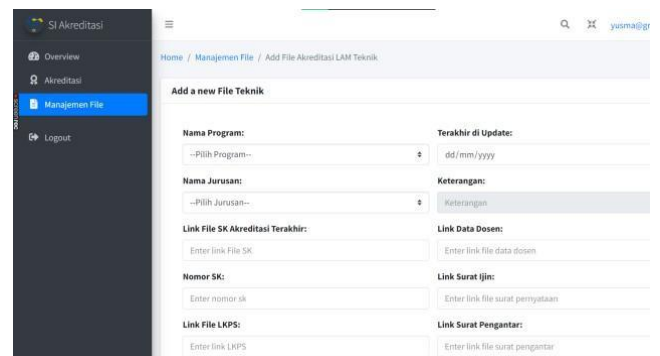 SI Akreditasi
yusma@gr
Overview
Akreditasi
Manajemen File
Logout
Home / Manajemen File / Add File Akreditasi LAM Teknik
Add a new File Teknik
Nama Program:
--Pilih Program--
Terakhir di Update:
dd/mm/yyyy
Nama Jurusan:
--Pilih Jurusan--
Keterangan:
Keterangan
Link File SK Akreditasi Terakhir:
Enter link File SK
Link Data Dosen:
Enter link file data dosen
Nomor SK:
Enter nomor sk
Link Surat Ijin:
Enter link file surat pernyataan
Link File LKPS:
Enter link LKPS
Link Surat Pengantar:
Enter link file surat pengantar